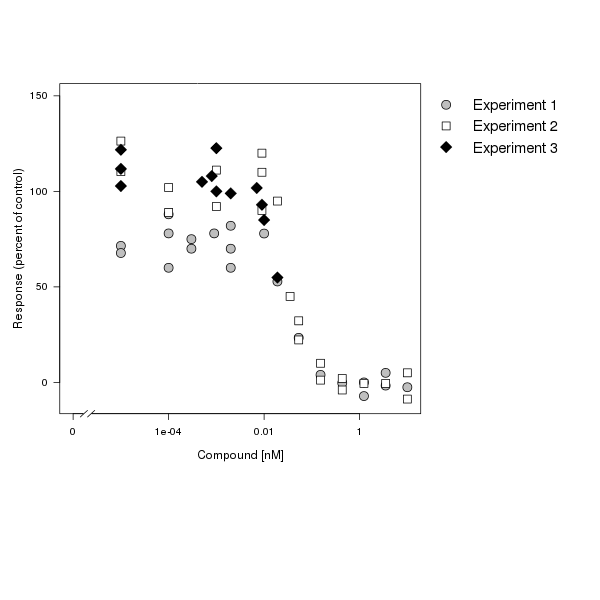 150
100
50
0
Response (percent of control)
0
1e-04
0.01
1
Compound [nM]
Experiment 1
Experiment 2
Experiment 3